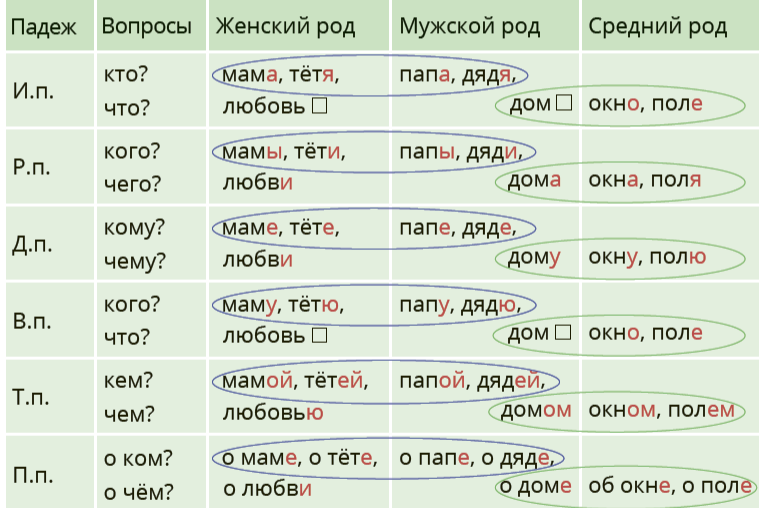 Падеж Вопросы Женский род Мужской род Средний род
И.п. кто? мама, тётя, папа, дядя,
что? любовь □ дом □ окно, поле
Р.п. кого? мамы, тёти, папы, дяди,
чего? любви дома окна, поля
Д.п. кому? маме, тёте, папе, дяде,
чему? любви дому окну, полю
В.п. кого? маму, тётю, папу, дядю,
что? любовь □ дом □ окно, поле
Т.п. кем? мамой, тётей, папой, дядей,
чем? любовью домом окном, полем
П.п. о ком? о маме, о тёте, о папе, о дяде,
о чём? о любви о доме об окне, о поле